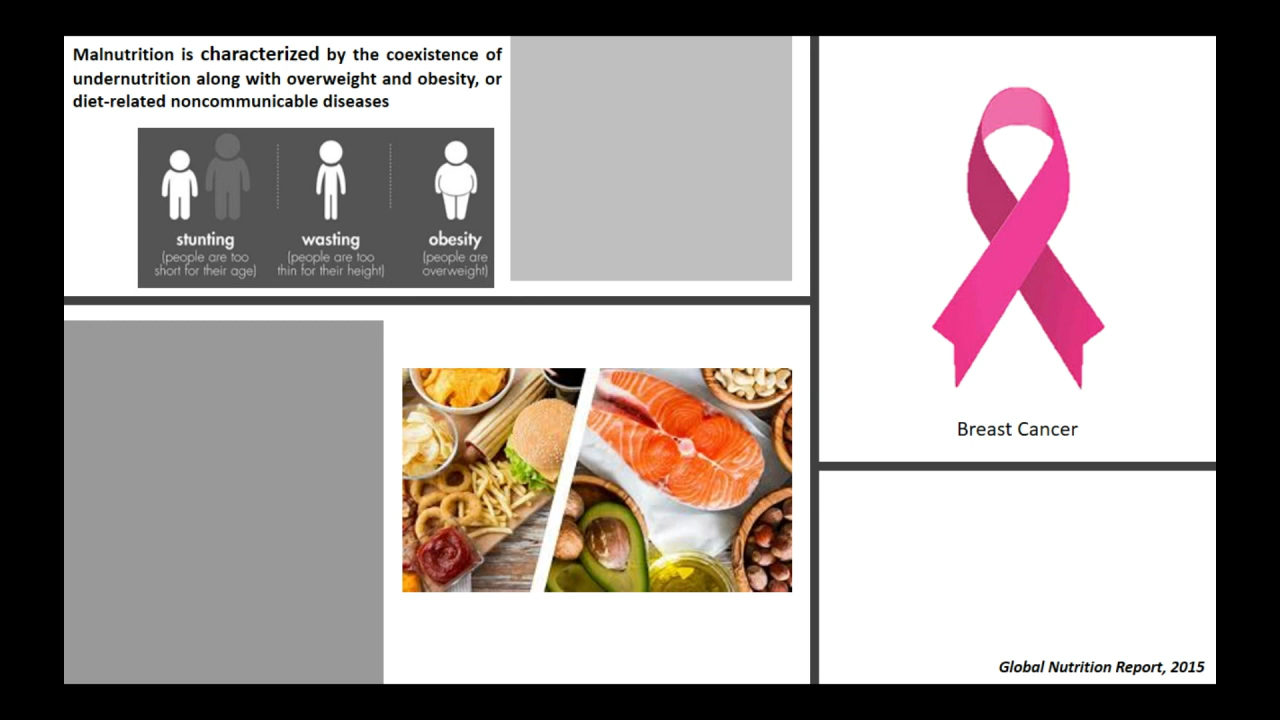 Malnutrition is characterized by the coexistence of
undernutrition along with overweight and obesity, or
diet-related noncommunicable diseases
stunting
(people are too
short for their age)
wasting
(people are too
thin for their height)
obesity
(people are
overweight)
Breast Cancer
Global Nutrition Report, 2015